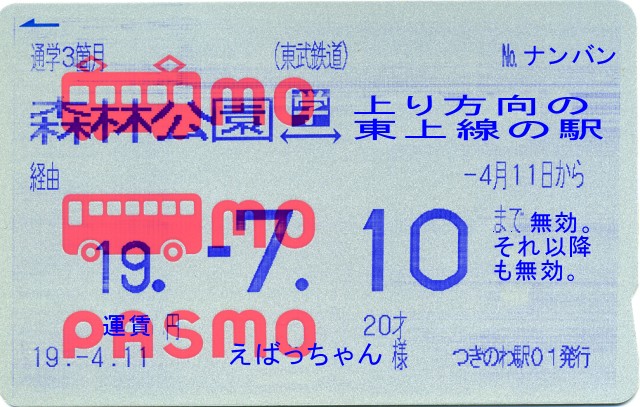 通学3箇月 (東武鉄道) No.ナンバン
mo
森林公園 学 ↔ 上り方向の
東上線の駅
経由 -4月11日から
mo
19.-7.10 まで無効。
それ以降
も無効。
運賃 円 20才
PASMO
19.-4.11 えばっちゃん 様 つきのわ駅01発行